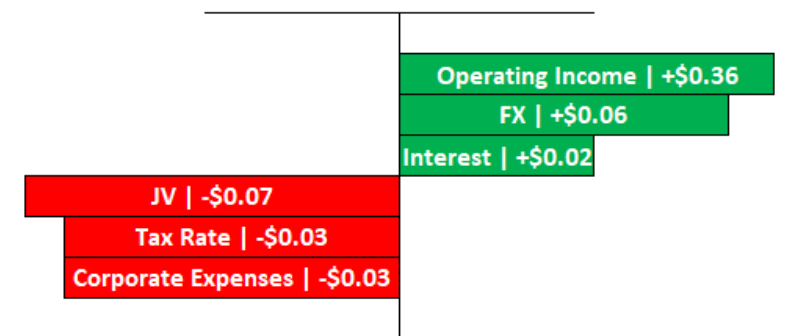 Operating Income | +$0.36
FX | +$0.06
Interest | +$0.02
JV | -$0.07
Tax Rate | -$0.03
Corporate Expenses | -$0.03